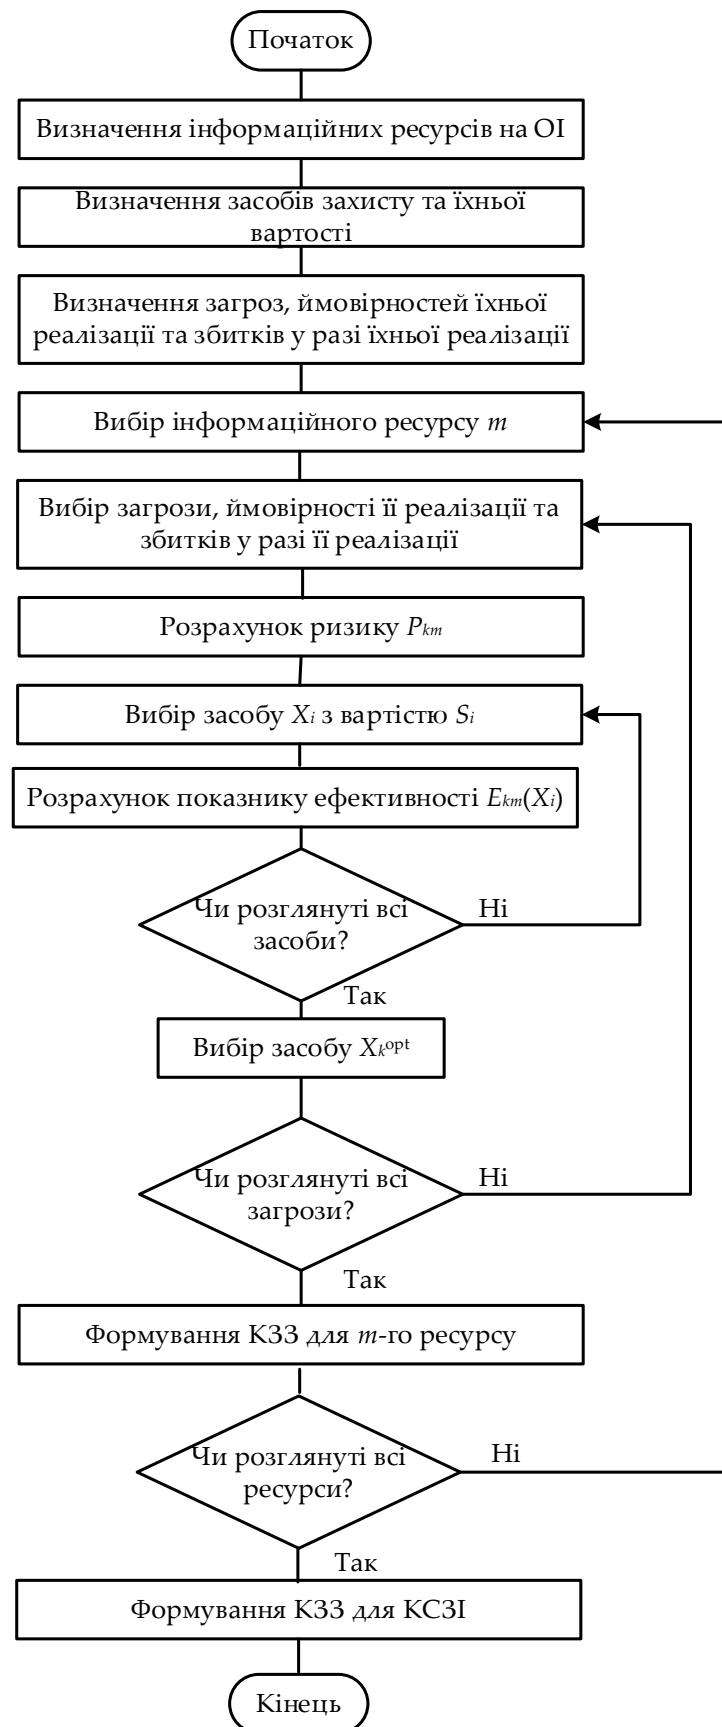 Початок
Визначення інформаційних ресурсів на ОІ
Визначення засобів захисту та їхньої
вартості
Визначення загроз, ймовірностей їхньої
реалізації та збитків у разі їхньої реалізації
Вибір інформаційного ресурсу m
Вибір загрози, ймовірності її реалізації та
збитків у разі її реалізації
Розрахунок ризику Pkm
Вибір засобу Xi з вартістю Si
Розрахунок показнику ефективності Ekm(Xi)
Чи розглянуті всі
засоби?
Ні
Так
Вибір засобу Xkopt
Чи розглянуті всі
загрози?
Ні
Так
Формування КЗЗ для m-го ресурсу
Чи розглянуті всі
ресурси?
Ні
Так
Формування КЗЗ для КСЗІ
Кінець